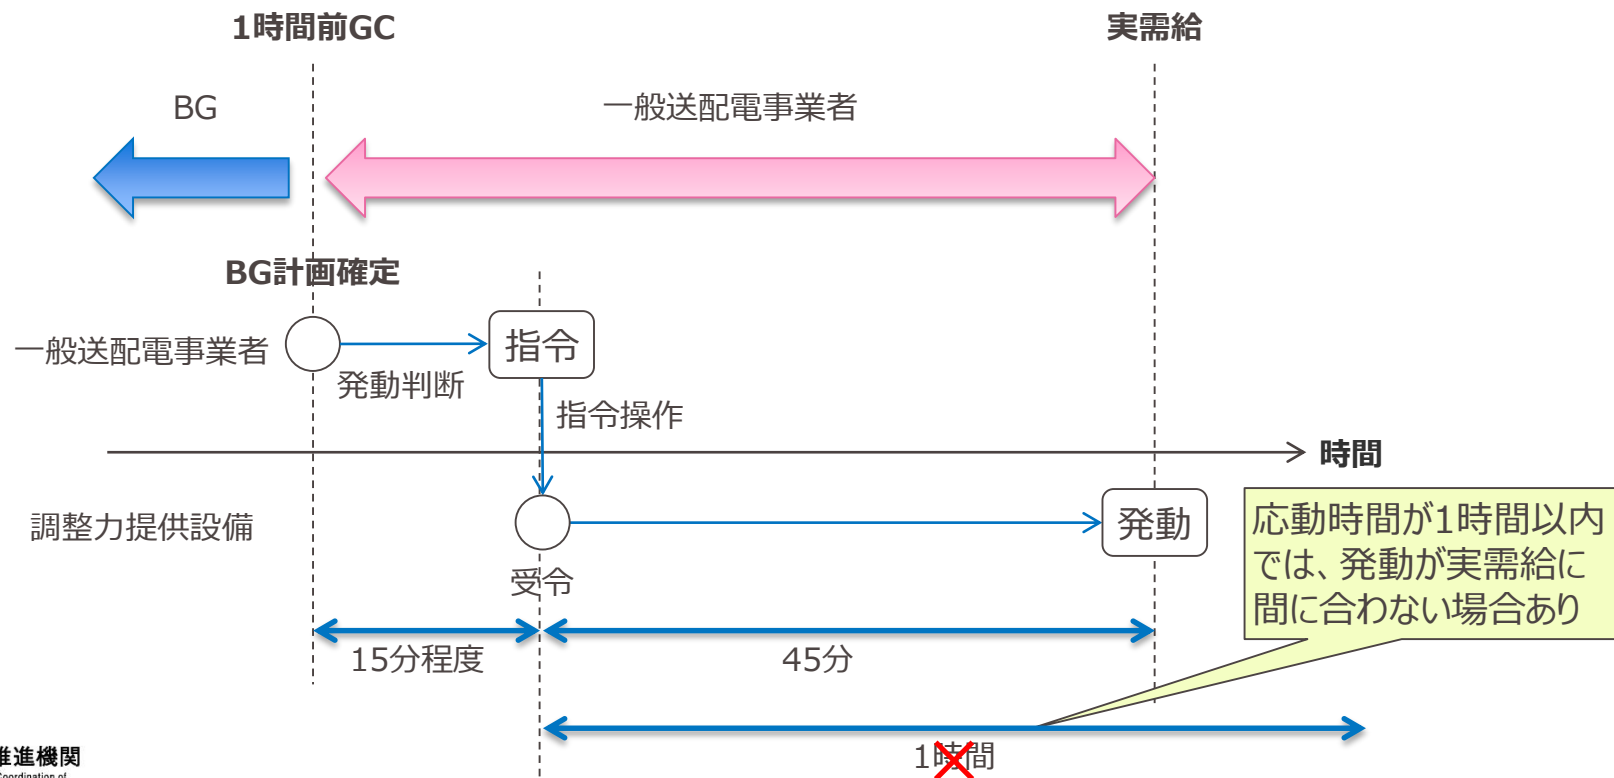 1時間前GC
実需給
BG
一般送配電事業者
BG計画確定
一般送配電事業者
発動判断
指令
指令操作
時間
調整力提供設備
受令
発動
応動時間が1時間以内
では、発動が実需給に
間に合わない場合あり
15分程度
45分
1時間
推進機関
Coordination of